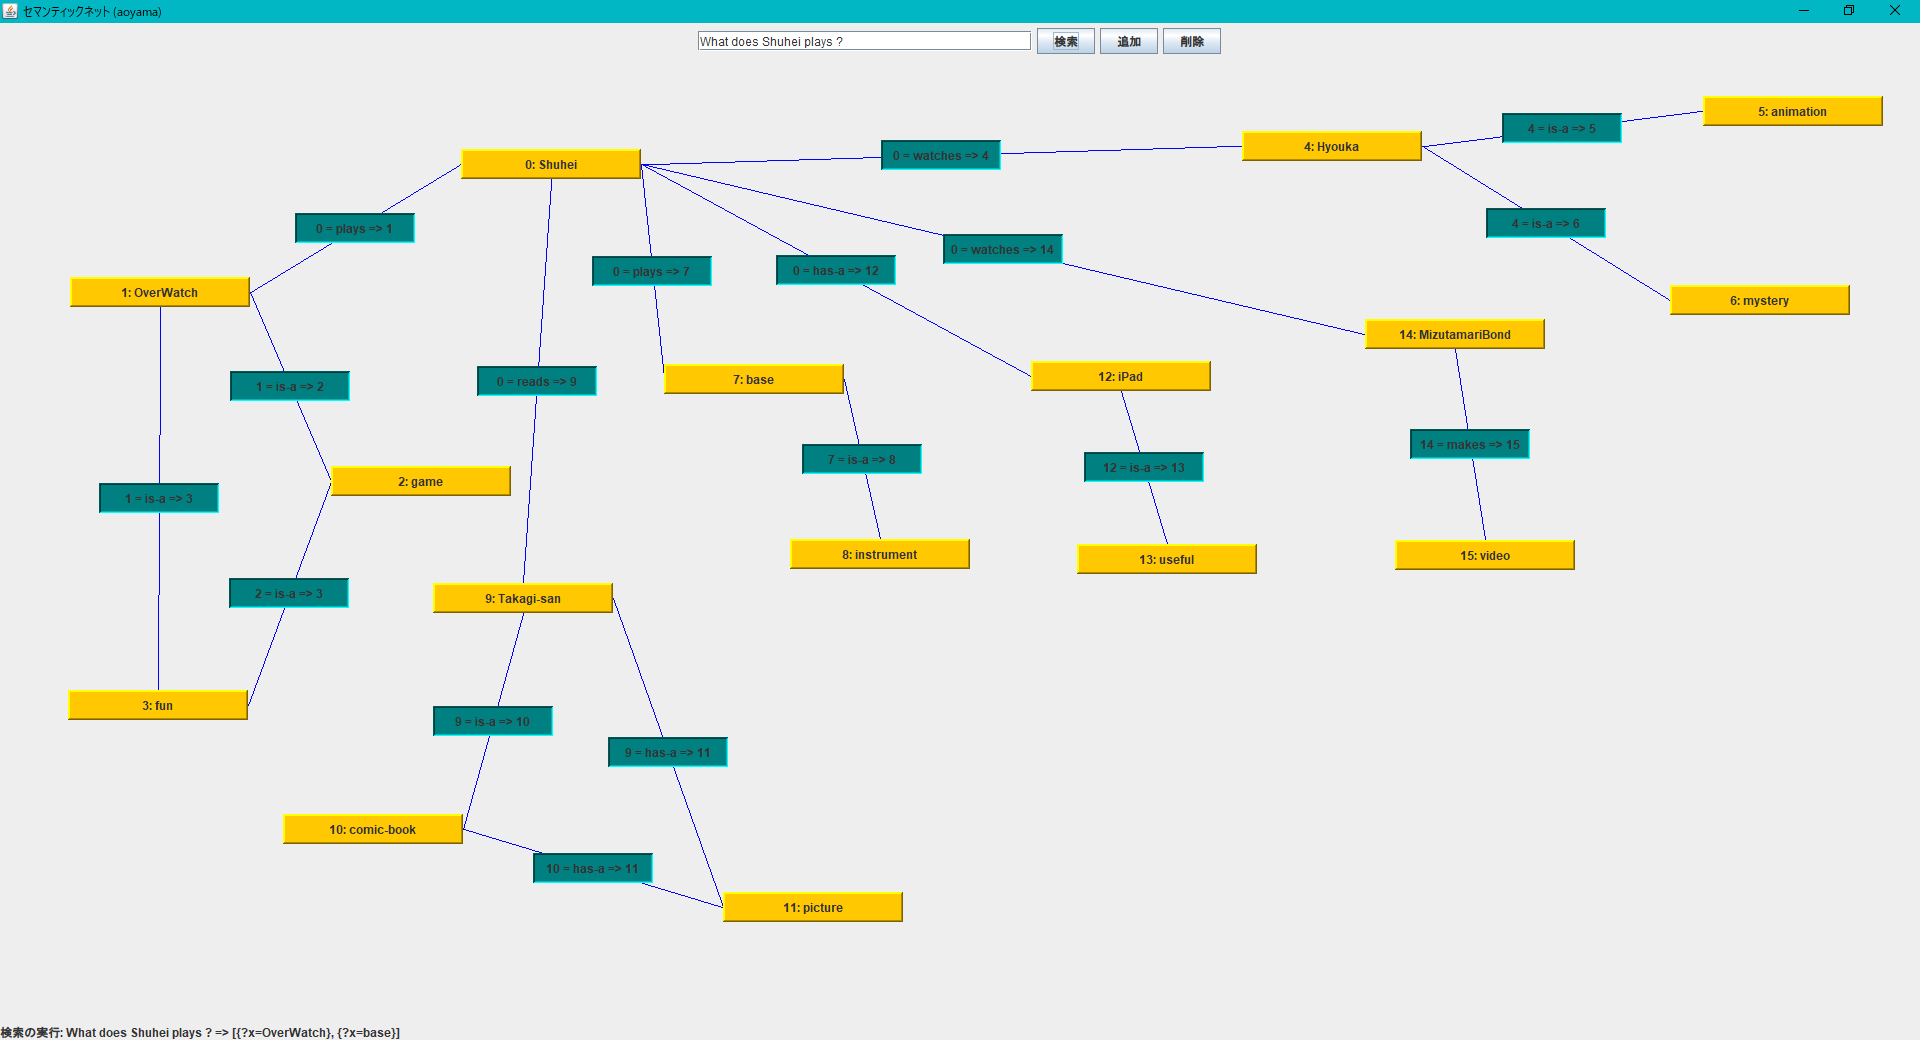 セマンティックネット (aoyama)
What does Shuhei plays ?
検索
追加
削除
5: animation
4 = is-a => 5
4: Hyouka
0 = watches => 4
0: Shuhei
4 = is-a => 6
0 = plays => 1
0 = watches => 14
0 = plays => 7
0 = has-a => 12
1: OverWatch
6: mystery
14: MizutamariBond
12: iPad
7: base
0 = reads => 9
1 = is-a => 2
14 = makes => 15
7 = is-a => 8
12 = is-a => 13
2: game
1 = is-a => 3
8: instrument
15: video
13: useful
2 = is-a => 3
9: Takagi-san
3: fun
9 = is-a => 10
9 = has-a => 11
10: comic-book
10 = has-a => 11
11: picture
検索の実行: What does Shuhei plays ? => [{?x=OverWatch}, {?x=base}]